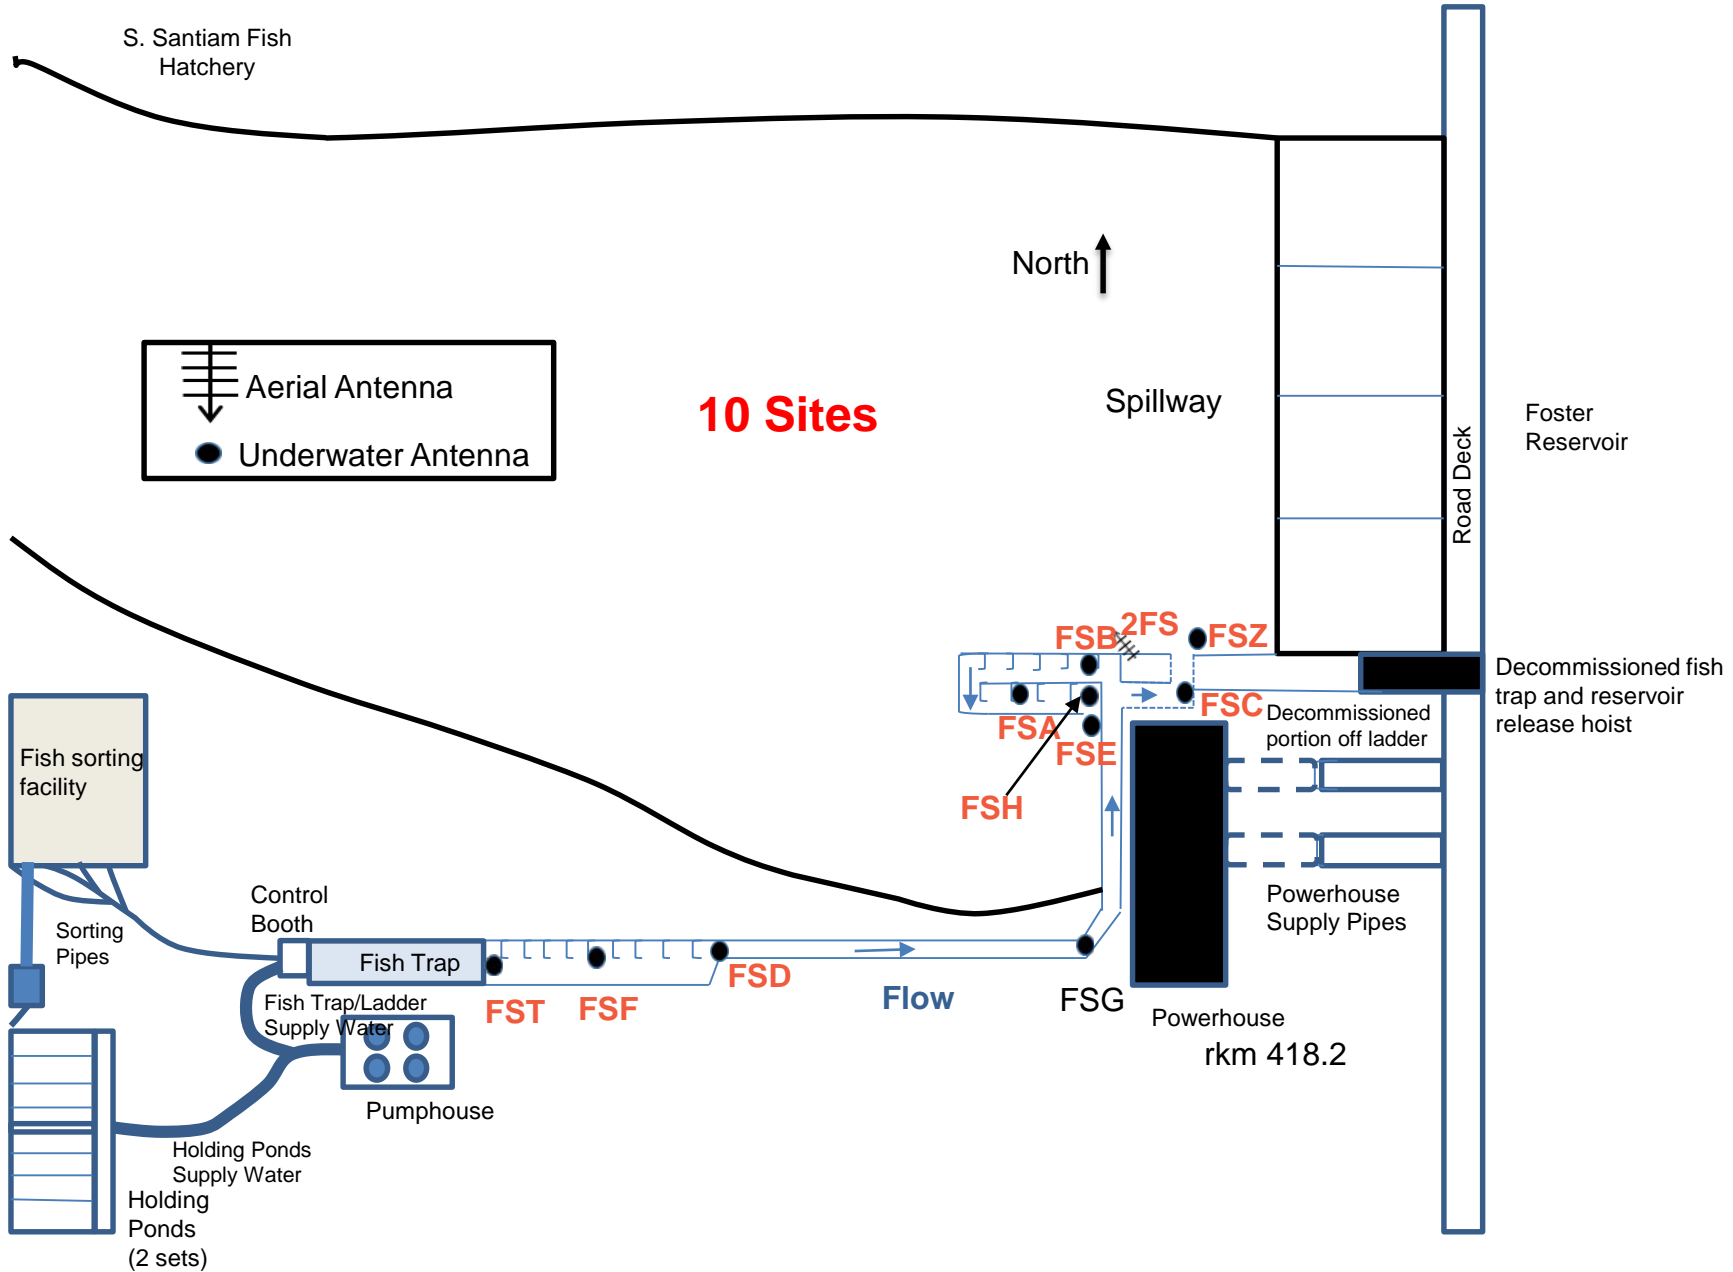 S. Santiam Fish
Hatchery
North
Aerial Antenna
Underwater Antenna
10 Sites
Spillway
Road Deck
Foster
Reservoir
2FS
FSB
FSZ
FSA
FSE
FSC
FSH
Decommissioned fish
trap and reservoir
release hoist
Decommissioned
portion off ladder
Fish sorting
facility
Control
Booth
Sorting
Pipes
Fish Trap
Powerhouse
Supply Pipes
FST
FSF
FSD
Flow
FSG
Fish Trap/Ladder
Supply Water
Powerhouse
rkm 418.2
Pumphouse
Holding Ponds
Supply Water
Holding
Ponds
(2 sets)